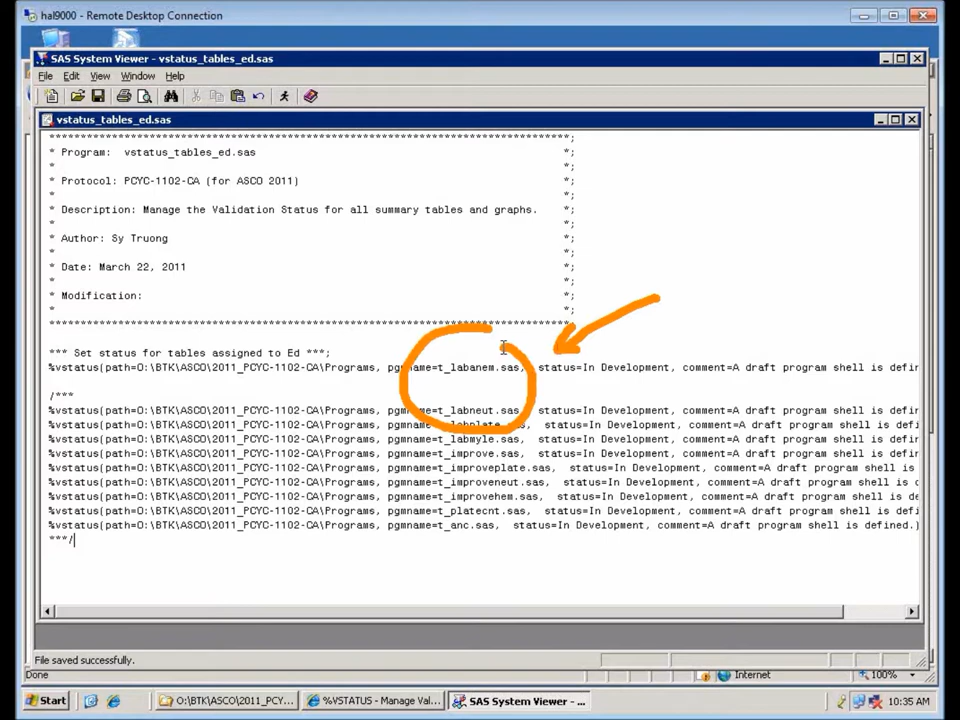 hal9000 - Remote Desktop Connection
SAS System Viewer - vstatus_tables_ed.sas
File Edit View Window Help
vstatus_tables_ed.sas
******************************************************************************;
* Program: vstatus_tables_ed.sas *;
* *;
* Protocol: PCYC-1102-CA (for ASCO 2011) *;
* *;
* Description: Manage the Validation Status for all summary tables and graphs. *;
* *;
* Author: Sy Truong *;
* *;
* Date: March 22, 2011 *;
* *;
* Modification: *;
* *;
******************************************************************************;
*** Set status for tables assigned to Ed ***;
%vstatus(path=O:\BTK\ASCO\2011_PCYC-1102-CA\Programs, pgmname=t_labanem.sas, status=In Development, comment=A draft program shell is defin
/***
%vstatus(path=O:\BTK\ASCO\2011_PCYC-1102-CA\Programs, pgmname=t_labneut.sas, status=In Development, comment=A draft program shell is defin
%vstatus(path=O:\BTK\ASCO\2011_PCYC-1102-CA\Programs, pgmname=t_labplate.sas, status=In Development, comment=A draft program shell is defi
%vstatus(path=O:\BTK\ASCO\2011_PCYC-1102-CA\Programs, pgmname=t_labmyle.sas, status=In Development, comment=A draft program shell is defin
%vstatus(path=O:\BTK\ASCO\2011_PCYC-1102-CA\Programs, pgmname=t_improve.sas, status=In Development, comment=A draft program shell is defin
%vstatus(path=O:\BTK\ASCO\2011_PCYC-1102-CA\Programs, pgmname=t_improveplate.sas, status=In Development, comment=A draft program shell is
%vstatus(path=O:\BTK\ASCO\2011_PCYC-1102-CA\Programs, pgmname=t_improveneut.sas, status=In Development, comment=A draft program shell is d
%vstatus(path=O:\BTK\ASCO\2011_PCYC-1102-CA\Programs, pgmname=t_improvehem.sas, status=In Development, comment=A draft program shell is de
%vstatus(path=O:\BTK\ASCO\2011_PCYC-1102-CA\Programs, pgmname=t_platecnt.sas, status=In Development, comment=A draft program shell is defi
%vstatus(path=O:\BTK\ASCO\2011_PCYC-1102-CA\Programs, pgmname=t_anc.sas, status=In Development, comment=A draft program shell is defined.)
***/
File saved successfully.
Done Internet 100%
Start O:\BTK\ASCO\2011_PCY... %VSTATUS - Manage Val... SAS System Viewer - ... 10:35 AM